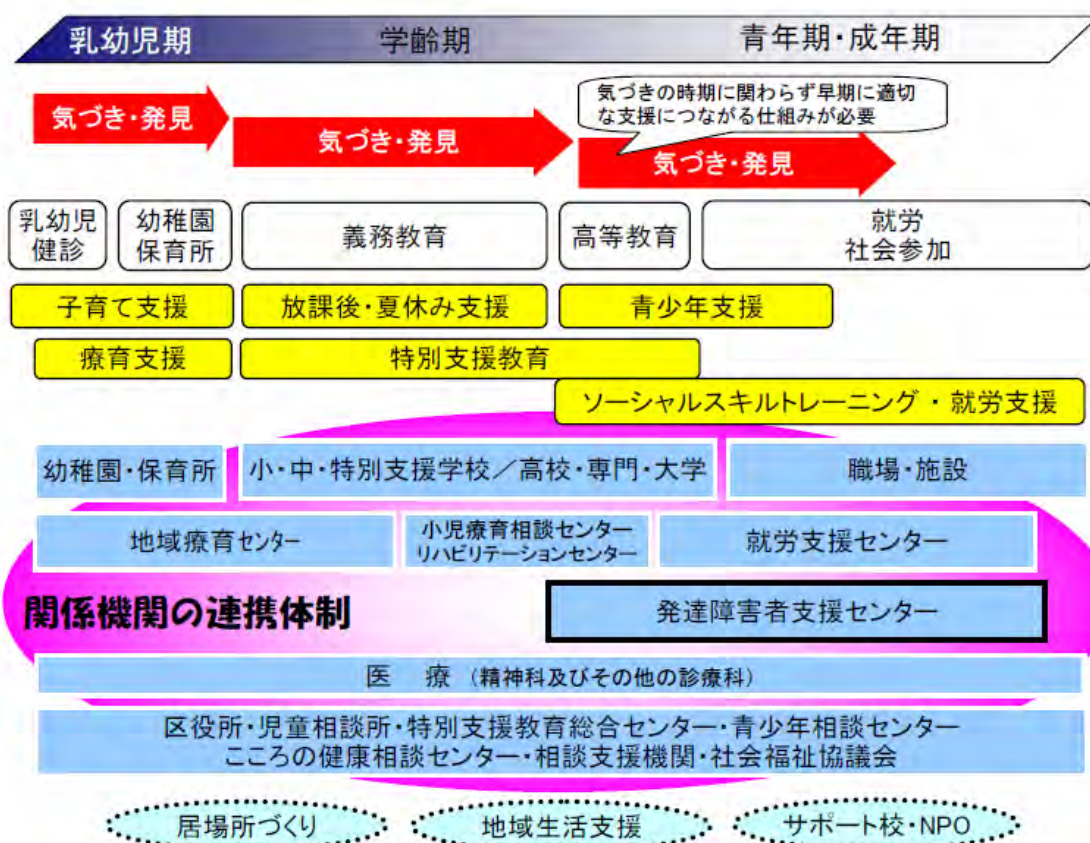 乳幼児期
学齢期
青年期・成年期
気づきの時期に関わらず早期に適切
な支援につながる仕組みが必要
気づき・発見
気づき・発見
気づき・発見
乳幼児
健診
幼稚園
保育所
義務教育
高等教育
就労
社会参加
子育て支援
放課後・夏休み支援
青少年支援
療育支援
特別支援教育
ソーシャルスキルトレーニング・就労支援
幼稚園・保育所
小・中・特別支援学校／高校・専門・大学
職場・施設
地域療育センター
小児療育相談センター
リハビリテーションセンター
就労支援センター
関係機関の連携体制
発達障害者支援センター
医　療（精神科及びその他の診療科）
区役所・児童相談所・特別支援教育総合センター・青少年相談センター
こころの健康相談センター・相談支援機関・社会福祉協議会
居場所づくり
地域生活支援
サポート校・NPO